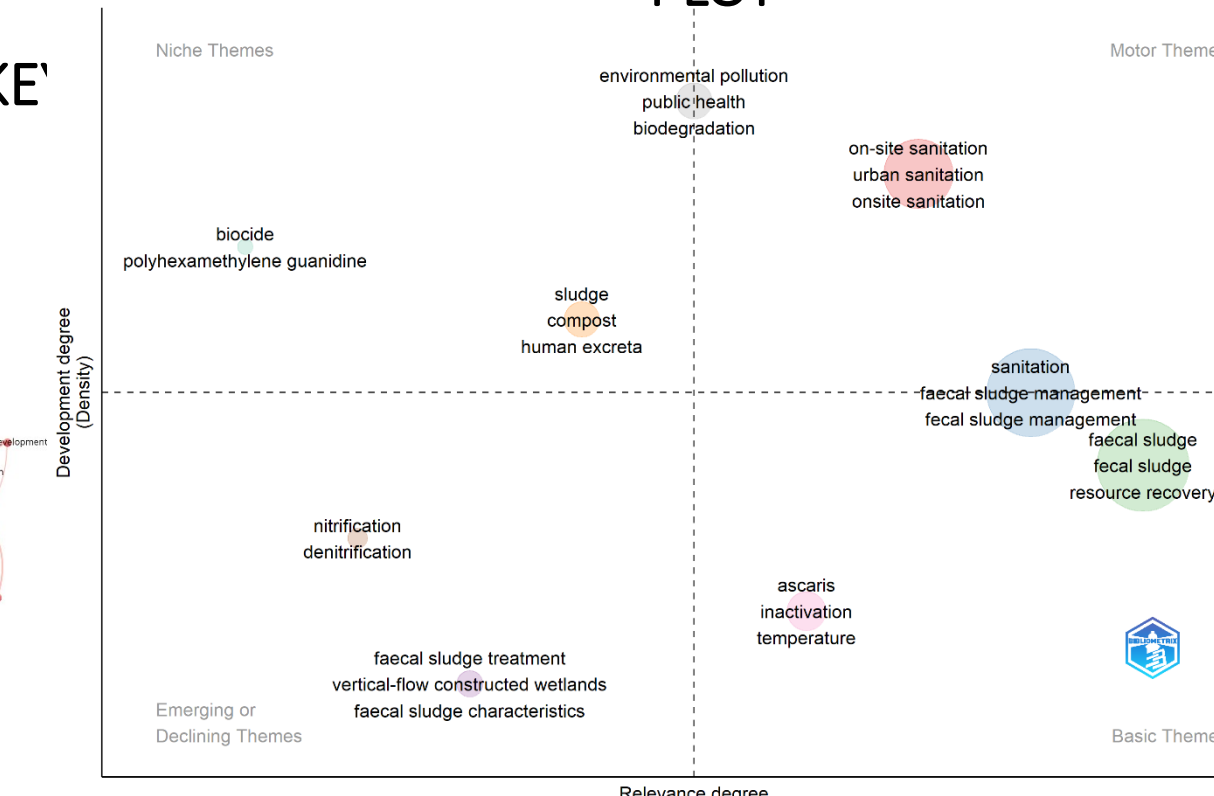 Niche Themes
Motor Theme
environmental pollution
public health
biodegradation
on-site sanitation
urban sanitation
onsite sanitation
biocide
polyhexamethylene guanidine
sludge
compost
human excreta
Development degree
(Density)
sanitation
faecal sludge management
fecal sludge management
faecal sludge
fecal sludge
resource recovery
evelopment
nitrification
denitrification
ascaris
inactivation
temperature
BIBLIOMETRIX
faecal sludge treatment
vertical-flow constructed wetlands
faecal sludge characteristics
Emerging or
Declining Themes
Basic Theme
Relevance degree